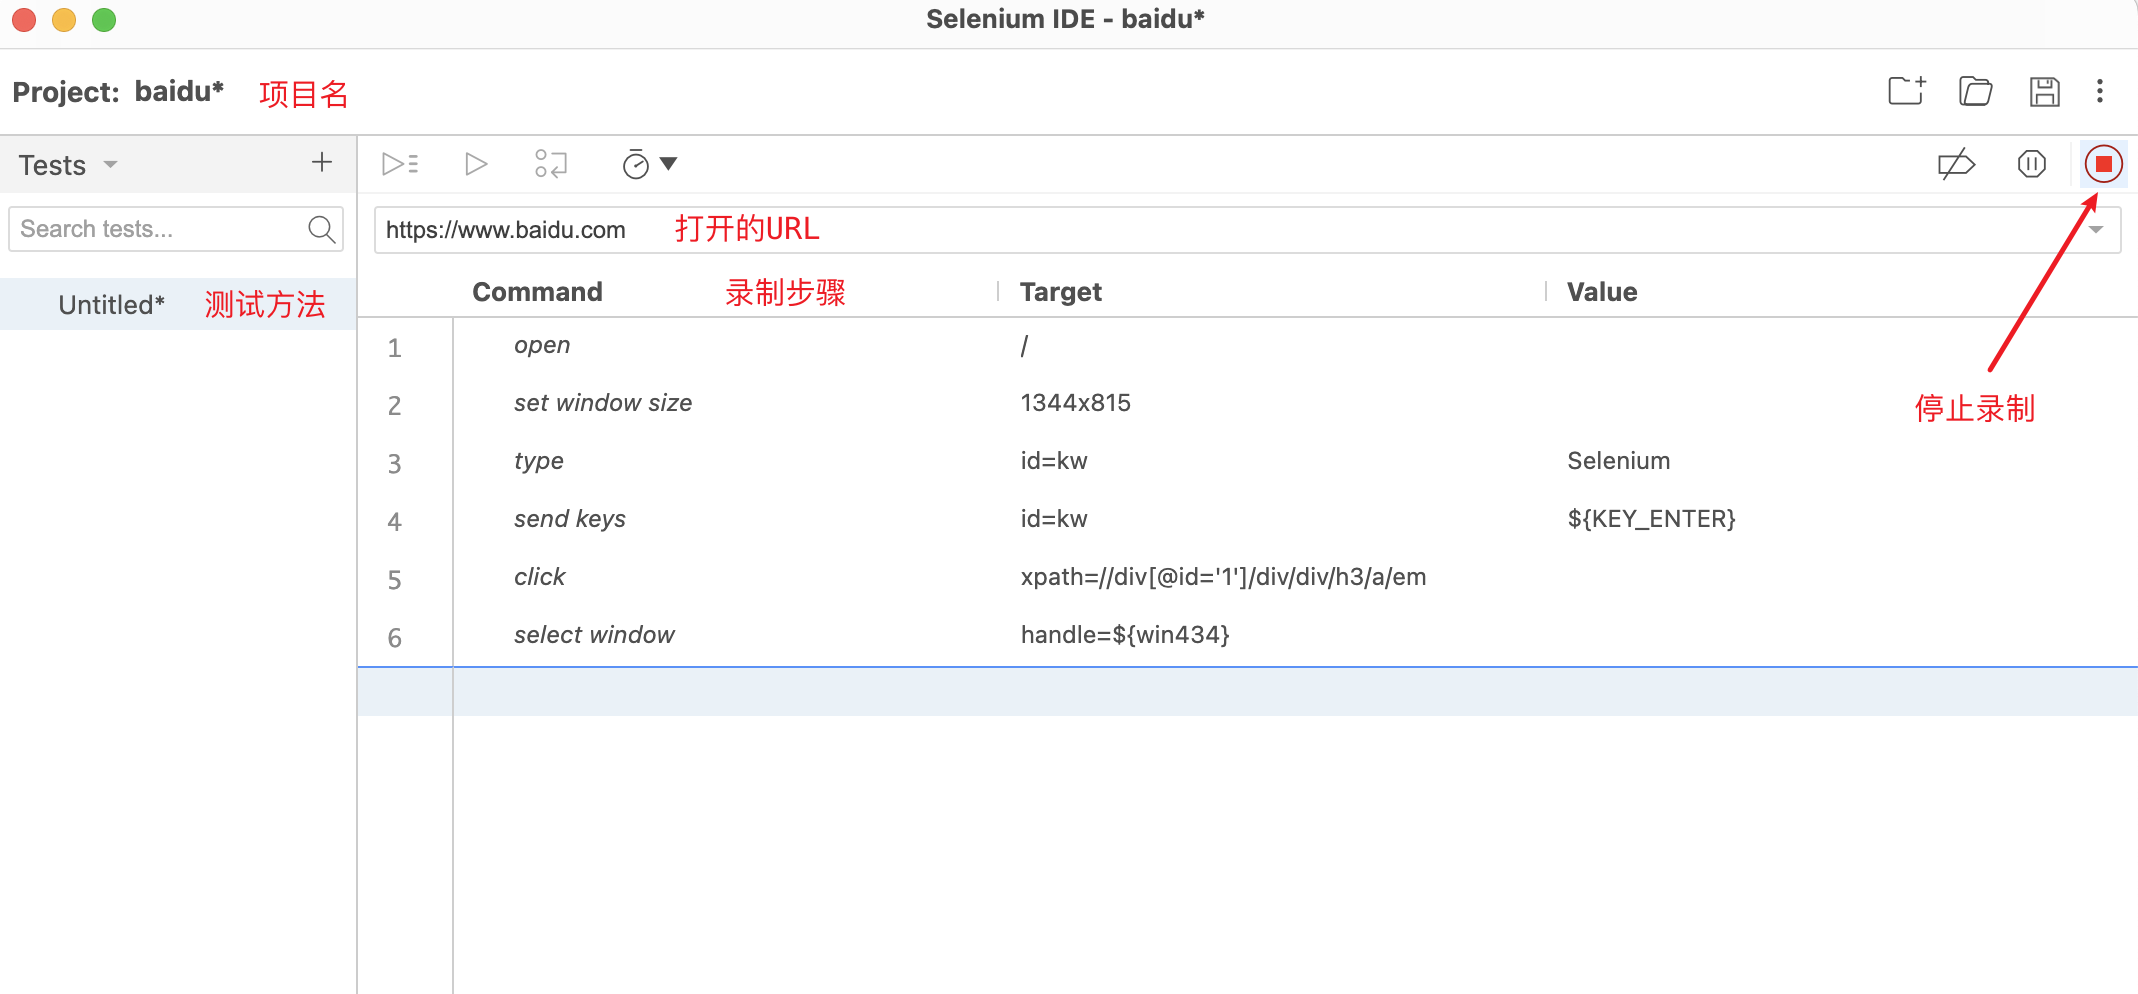 Selenium IDE - baidu*
Project: baidu* 项目名
Tests
Search tests...
Untitled* 测试方法
https://www.baidu.com 打开的URL
Command 录制步骤 Target Value
1 open /
2 set window size 1344x815
停止录制
3 type id=kw Selenium
4 send keys id=kw ${KEY_ENTER}
5 click xpath=//div[@id='1']/div/div/h3/a/em
6 select window handle=${win434}